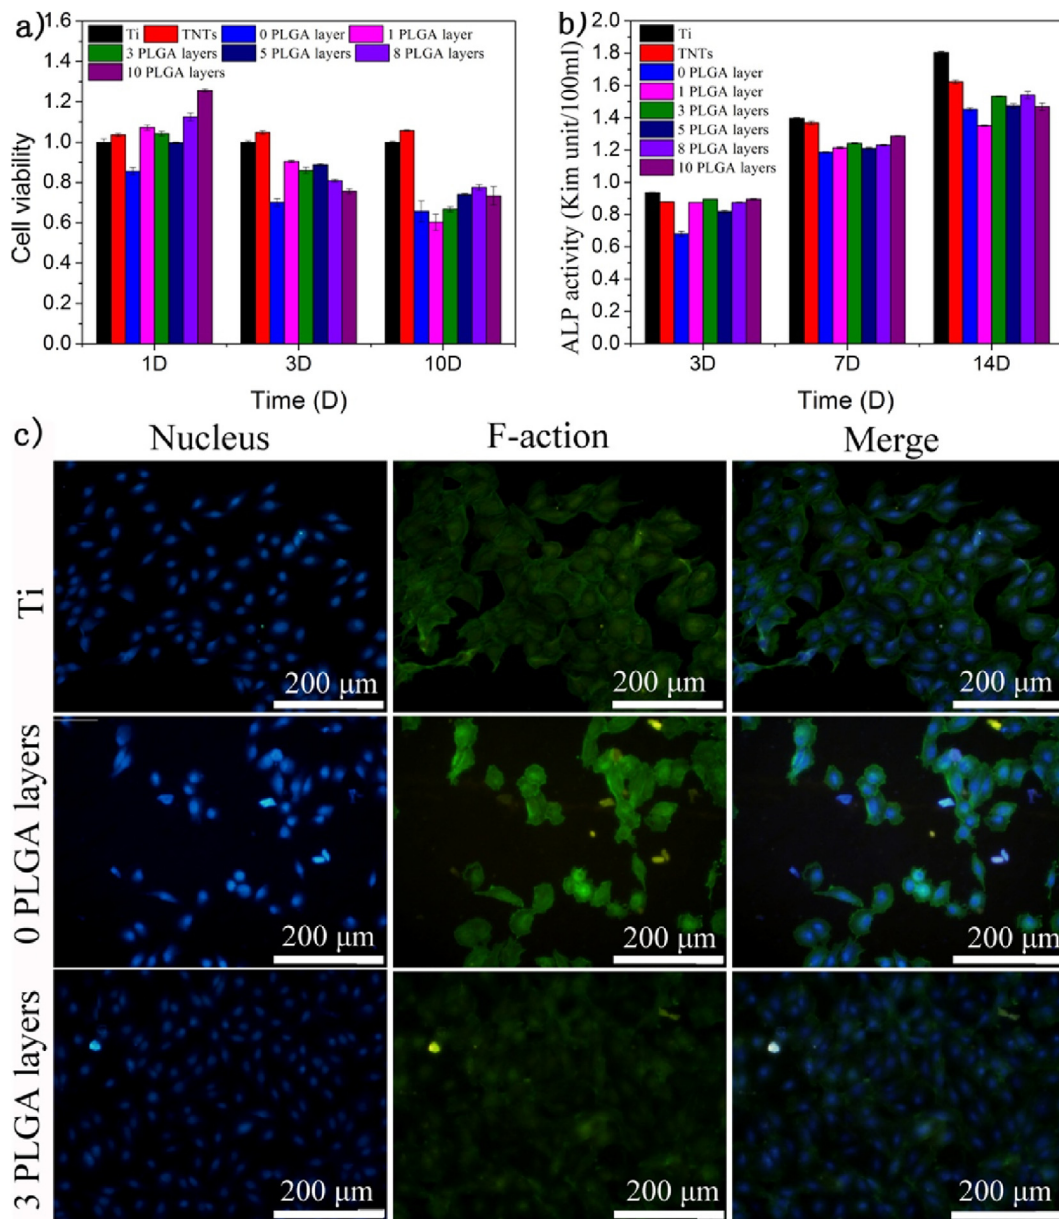 a)
Cell viability
1.6
1.4
1.2
1.0
0.8
0.6
0.4
0.2
0.0
Ti TNTs 0 PLGA layer 1 PLGA layer
3 PLGA layers 5 PLGA layers 8 PLGA layers
10 PLGA layers
1D 3D 10D
Time (D)
b)
ALP activity (Kim unit/100ml)
2.0
1.8
1.6
1.4
1.2
1.0
0.8
0.6
0.4
0.2
0.0
Ti
TNTs
0 PLGA layer
1 PLGA layer
3 PLGA layers
5 PLGA layers
8 PLGA layers
10 PLGA layers
3D 7D 14D
Time (D)
c)
Nucleus F-action Merge
Ti
200 μm 200 μm 200 μm
0 PLGA layers
200 μm 200 μm 200 μm
3 PLGA layers
200 μm 200 μm 200 μm